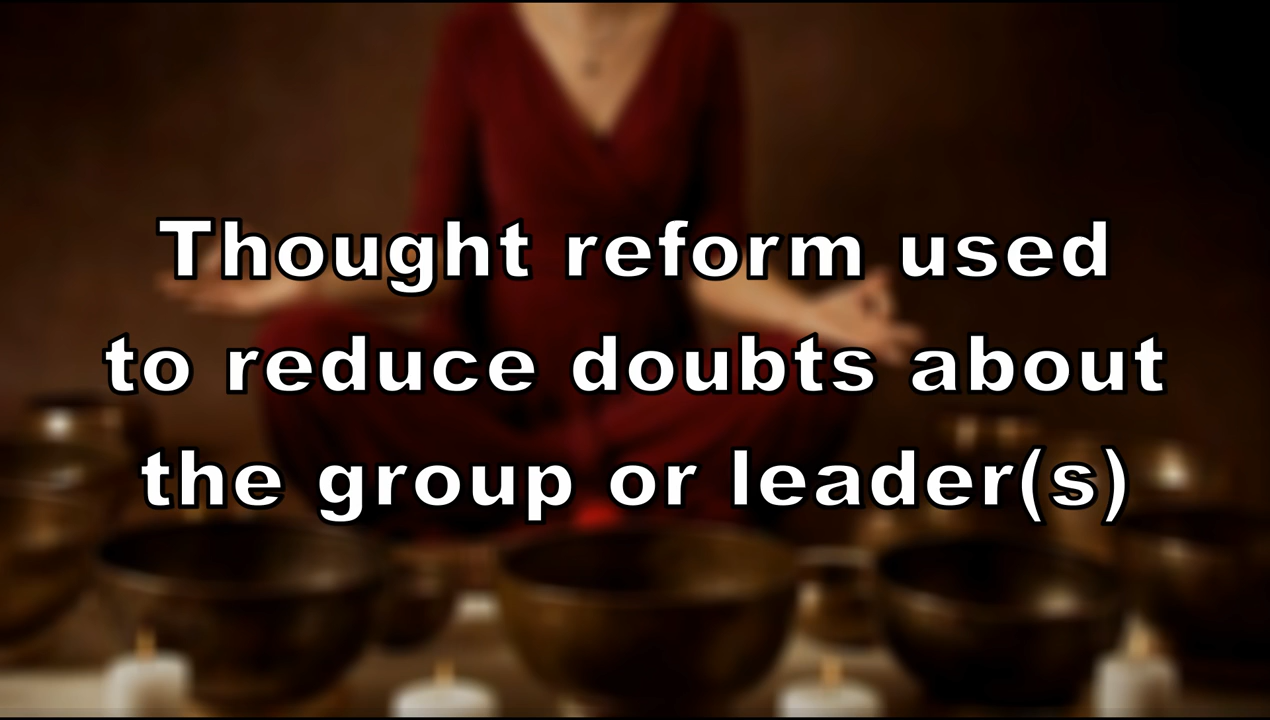 Thought reform used
to reduce doubts about
the group or leader(s)